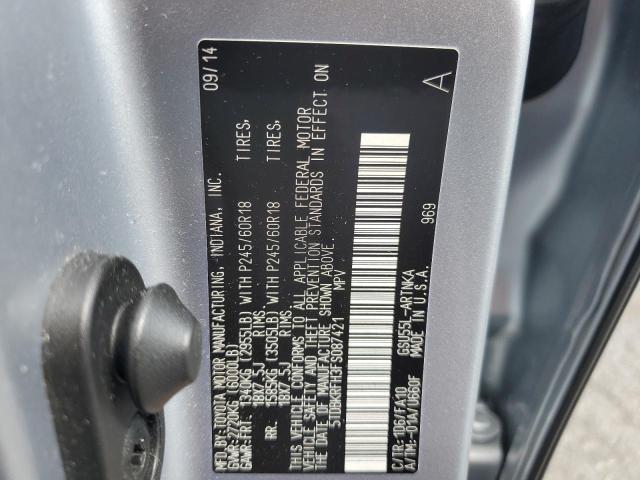 MFD. BY: TOYOTA MOTOR MANUFACTURING, INDIANA, INC. 09/14
GVWR 2720KG (6000LB)
GAWR FRT. 1340KG (2955LB) WITH P245/60R18 TIRES,
18X7.5J RIMS.
RR. 1585KG (3505LB) WITH P245/60R18 TIRES,
18X7.5J RIMS.
THIS VEHICLE CONFORMS TO ALL APPLICABLE FEDERAL MOTOR
VEHICLE SAFETY AND THEFT PREVENTION STANDARDS IN EFFECT ON
THE DATE OF MANUFACTURE SHOWN ABOVE.
5TDBKRFH3FS087421 MPV
A
969
C/TR: 1D6/FA10 GSU55L-ARTNKA
A/TM: -01A/U660F MADE IN U.S.A.